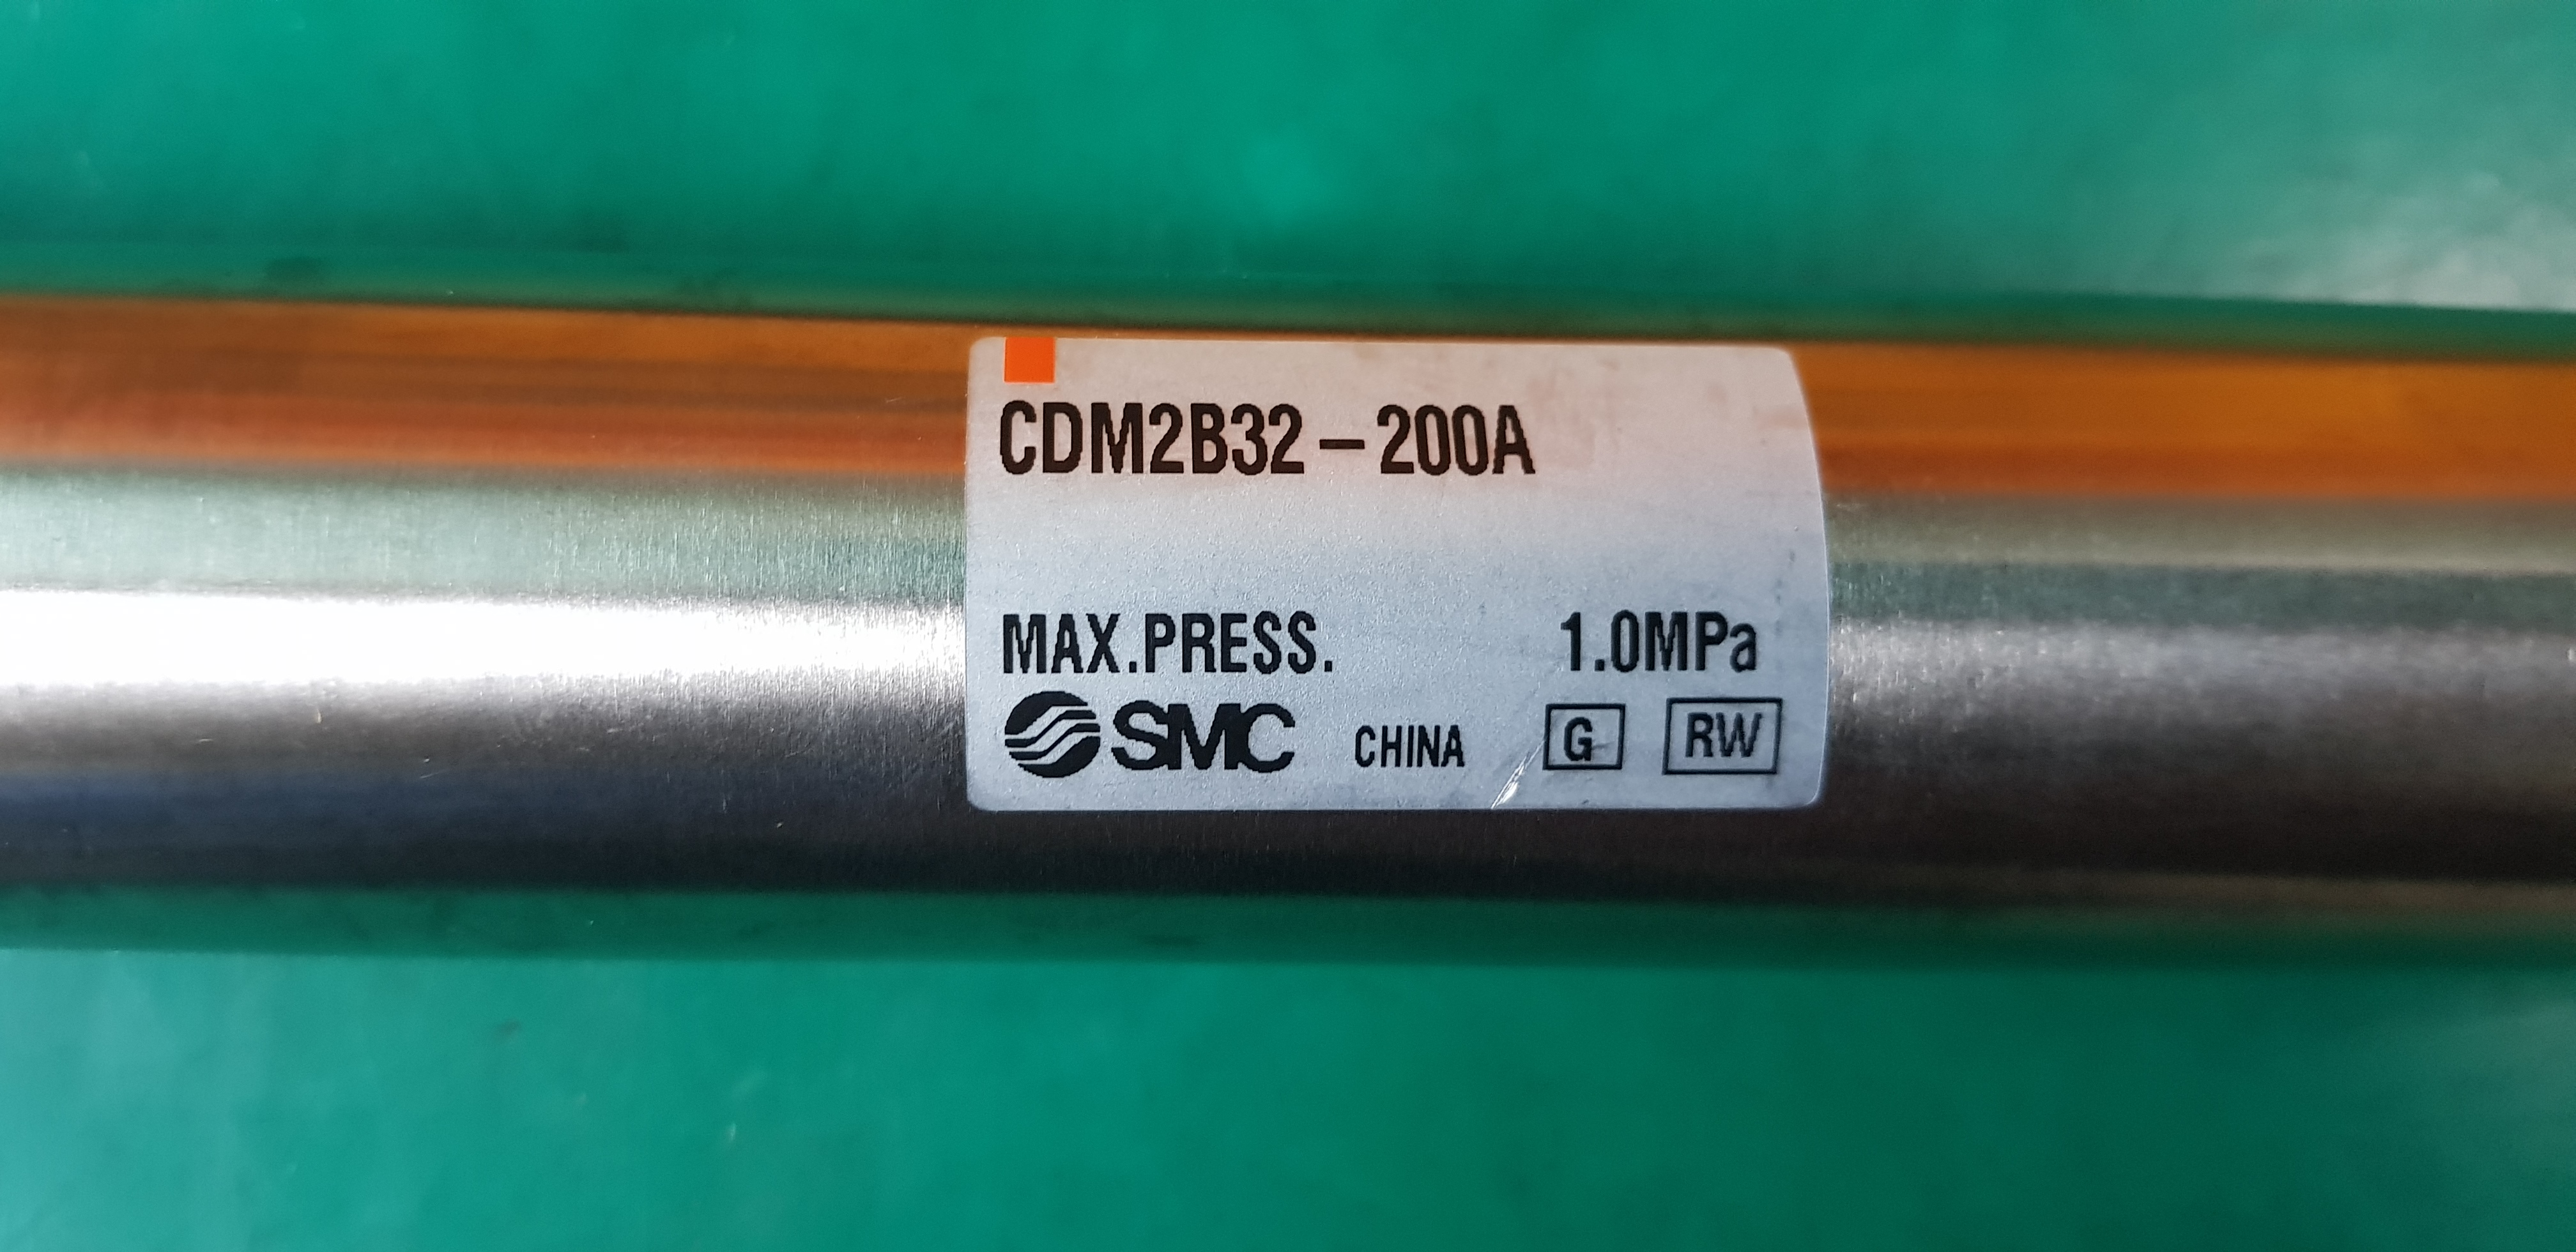 CDM2B32-200A
MAX.PRESS. 1.0MPa
SMC CHINA G RW